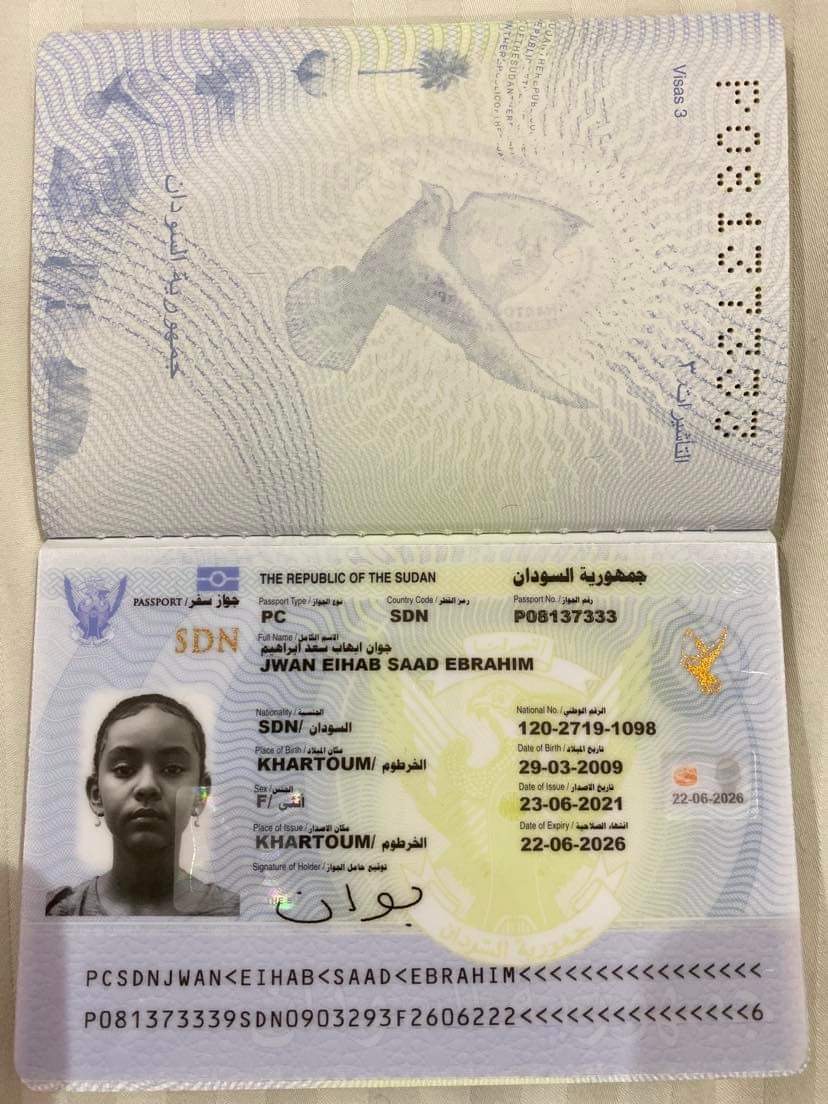 Visas 3
P08137333
التأشيرات ٣
جمهورية السودان
THE REPUBLIC OF THE SUDAN جمهورية السودان
PASSPORT / جواز سفر
Passport Type / نوع الجواز Country Code / رمز القطر Passport No. / رقم الجواز
PC SDN P08137333
SDN
Full Name / الاسم الكامل
جوان ايهاب سعد ابراهيم
JWAN EIHAB SAAD EBRAHIM
Nationality / الجنسية National No. / الرقم الوطني
SDN/ السودان 120-2719-1098
Place of Birth / مكان الميلاد Date of Birth / تاريخ الميلاد
KHARTOUM/ الخرطوم 29-03-2009
Sex / الجنس Date of Issue / تاريخ الاصدار
F/ انثي 23-06-2021
22-06-2026
Place of Issue / مكان الاصدار Date of Expiry / انتهاء الصلاحية
KHARTOUM/ الخرطوم 22-06-2026
Signature of Holder / توقيع حامل الجواز
جوان
جمهورية السودان
PCSDNJWAN<EIHAB<SAAD<EBRAHIM<<<<<<<<<<<<<<<<
P081373339SDN0903293F2606222<<<<<<<<<<<<<<<6